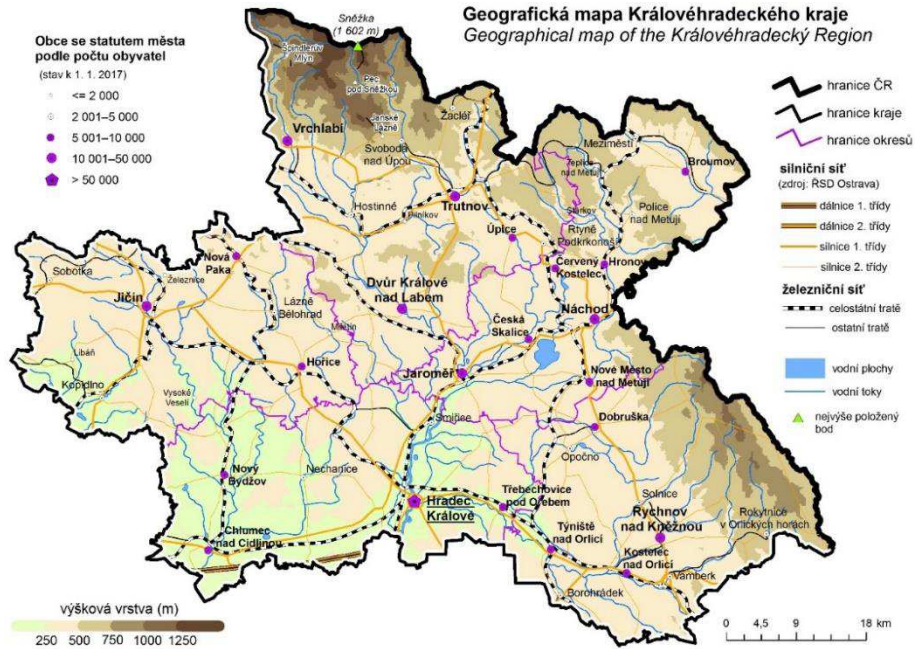 Geografická mapa Královéhradeckého kraje
Geographical map of the Královéhradecký Region
Obce se statutem města
podle počtu obyvatel
(stav k 1. 1. 2017)
<= 2 000
2 001–5 000
5 001–10 000
10 001–50 000
> 50 000
Sněžka
(1 602 m)
Špindlerův
Mlýn
Pec
pod Sněžkou
Janské
Lázně
Žacléř
Vrchlabí
Svoboda
nad Úpou
Meziměstí
Teplice
nad Metují
Broumov
Hostinné
Pilníkov
Trutnov
Stárkov
Police
nad Metují
Úpice
Rtyně
Podkrkonoší
Nová
Paka
Sobotka
Železnice
Jičín
Lázně
Bělohrad
Dvůr Králové
nad Labem
Červený
Kostelec
Hronov
Miletín
Česká
Skalice
Náchod
Libáň
Kopidlno
Hořice
Jaroměř
Nové Město
nad Metují
Vysoké
Veselí
Smiřice
Dobruška
Nový
Bydžov
Nechanice
Opočno
Hradec
Králové
Třebechovice
pod Orebem
Solnice
Rychnov
nad Kněžnou
Rokytnice
v Orlických horách
Chlumec
nad Cidlinou
Týniště
nad Orlicí
Kostelec
nad Orlicí
Vamberk
Borohrádek
hranice ČR
hranice kraje
hranice okresů
silniční síť
(zdroj: ŘSD Ostrava)
dálnice 1. třídy
dálnice 2. třídy
silnice 1. třídy
silnice 2. třídy
železniční síť
celostátní tratě
ostatní tratě
vodní plochy
vodní toky
nejvýše položený
bod
výšková vrstva (m)
250 500 750 1000 1250
0 4,5 9 18 km